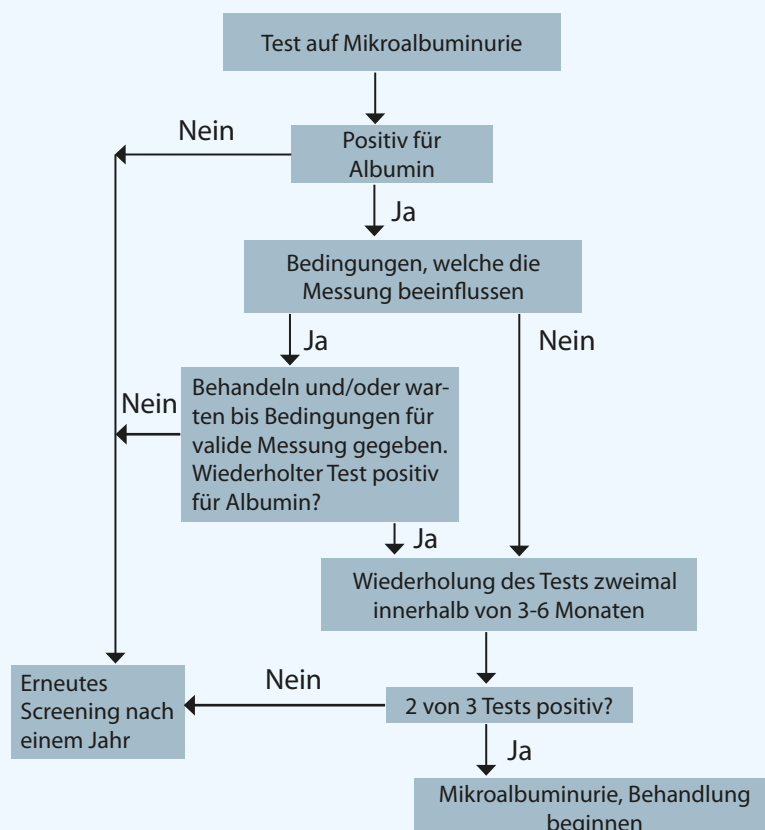 Test auf Mikroalbuminurie
Nein
Positiv für
Albumin
Ja
Bedingungen, welche die
Messung beeinflussen
Ja
Nein
Nein
Behandeln und/oder war-
ten bis Bedingungen für
valide Messung gegeben.
Wiederholter Test positiv
für Albumin?
Ja
Wiederholung des Tests zweimal
innerhalb von 3-6 Monaten
Erneutes
Screening nach
einem Jahr
Nein
2 von 3 Tests positiv?
Ja
Mikroalbuminurie, Behandlung
beginnen